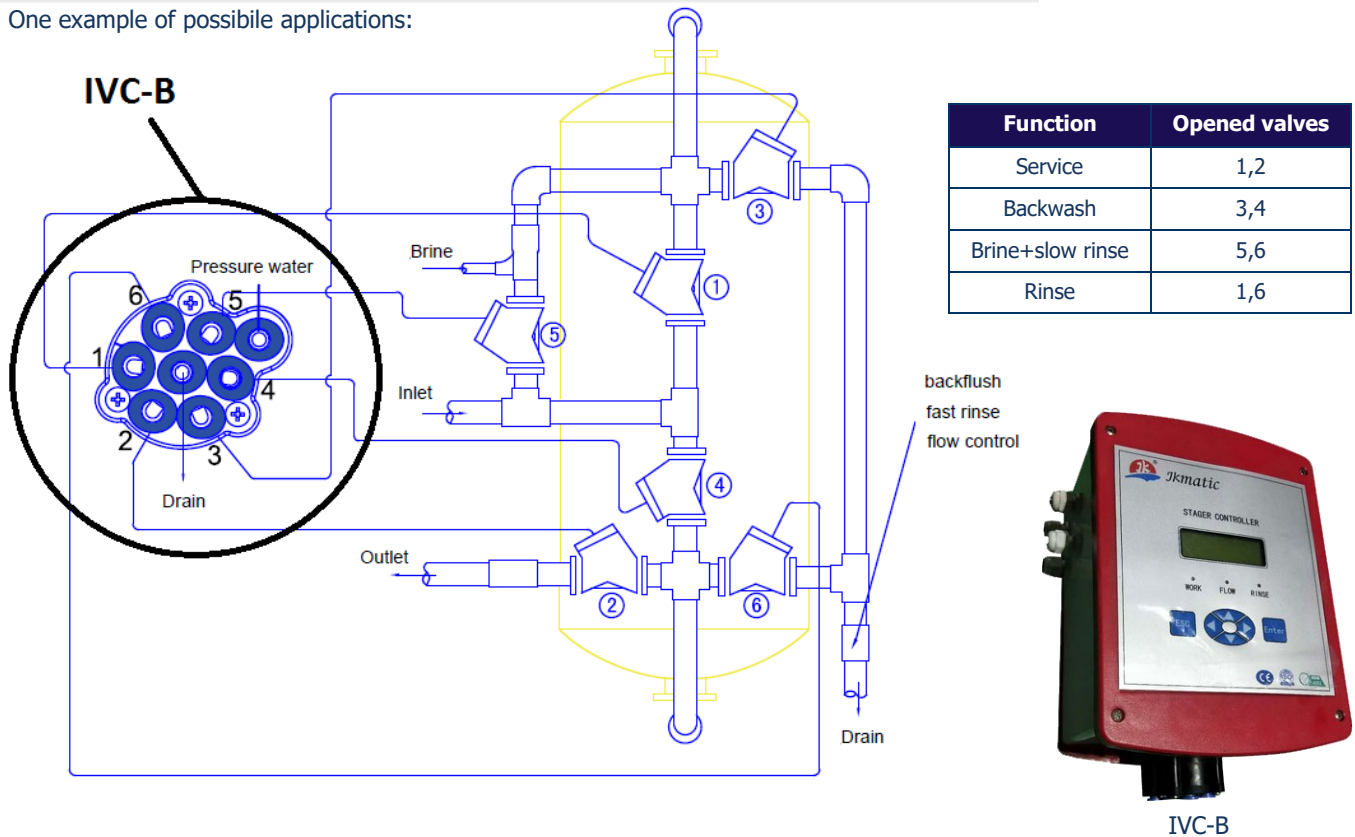 One example of possibile applications:
IVC-B
Pressure water
6
5
1
4
2
3
Drain
Brine
Inlet
Outlet
③
①
⑤
④
②
⑥
backflush
fast rinse
flow control
Drain
Function Opened valves
Service 1,2
Backwash 3,4
Brine+slow rinse 5,6
Rinse 1,6
Jk
Jkmatic
STAGER CONTROLLER
WORK FLOW RINSE
ESC
Enter
CE
IVC-B